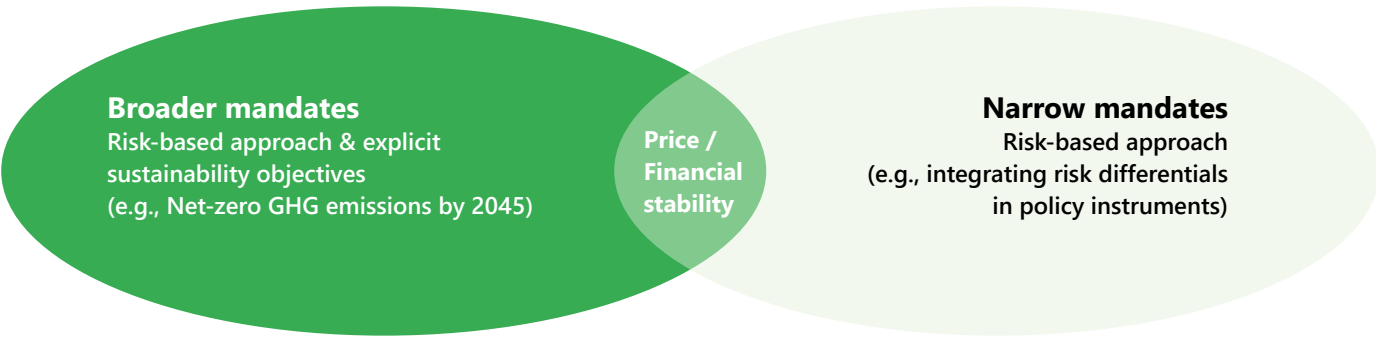 Broader mandates
Risk-based approach & explicit
sustainability objectives
(e.g., Net-zero GHG emissions by 2045)
Price /
Financial
stability
Narrow mandates
Risk-based approach
(e.g., integrating risk differentials
in policy instruments)